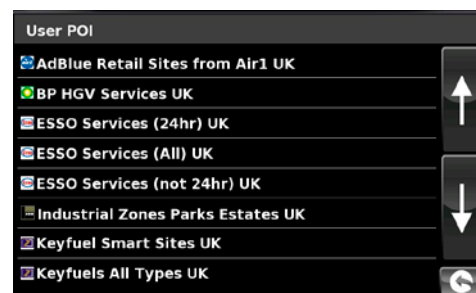 User POI
AdBlue Retail Sites from Air1 UK
BP HGV Services UK
ESSO Services (24hr) UK
ESSO Services (All) UK
ESSO Services (not 24hr) UK
Industrial Zones Parks Estates UK
Keyfuel Smart Sites UK
Keyfuels All Types UK